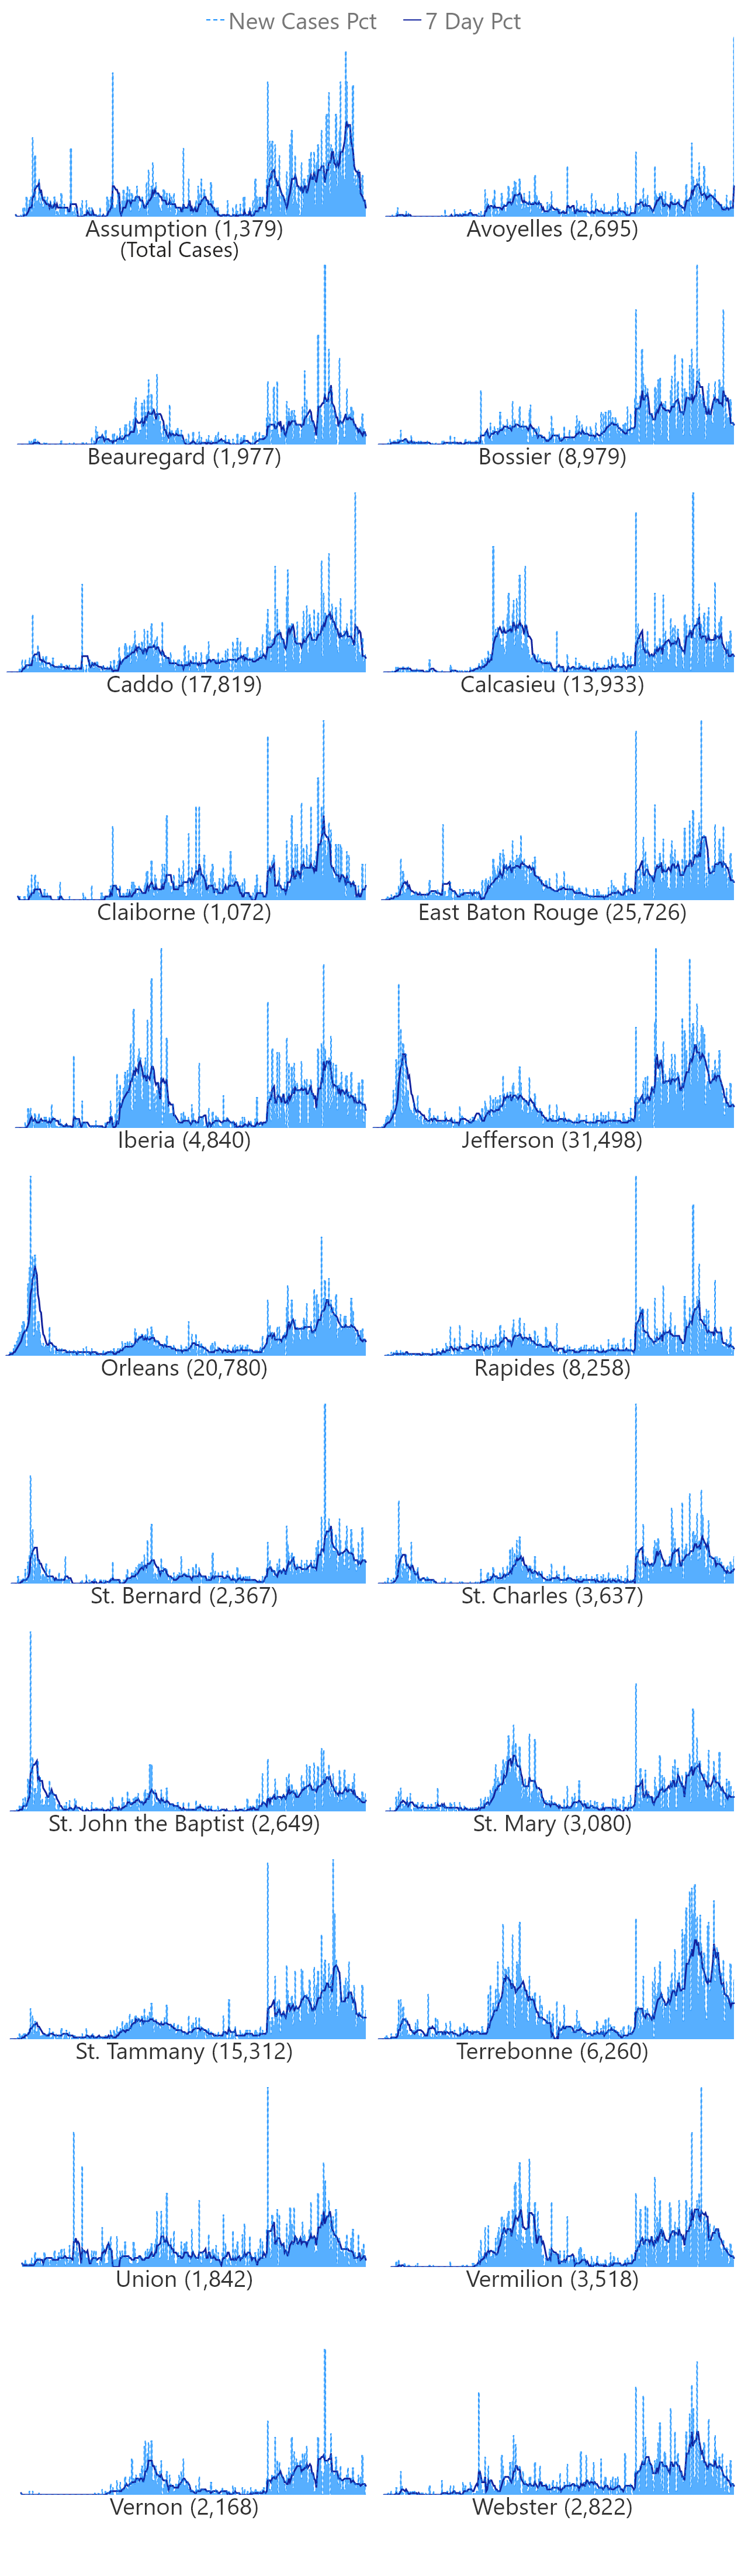 New Cases Pct 7 Day Pct
Assumption (1,379) Avoyelles (2,695)
(Total Cases)
Beauregard (1,977) Bossier (8,979)
Caddo (17,819) Calcasieu (13,933)
Claiborne (1,072) East Baton Rouge (25,726)
Iberia (4,840) Jefferson (31,498)
Orleans (20,780) Rapides (8,258)
St. Bernard (2,367) St. Charles (3,637)
St. John the Baptist (2,649) St. Mary (3,080)
St. Tammany (15,312) Terrebonne (6,260)
Union (1,842) Vermilion (3,518)
Vernon (2,168) Webster (2,822)